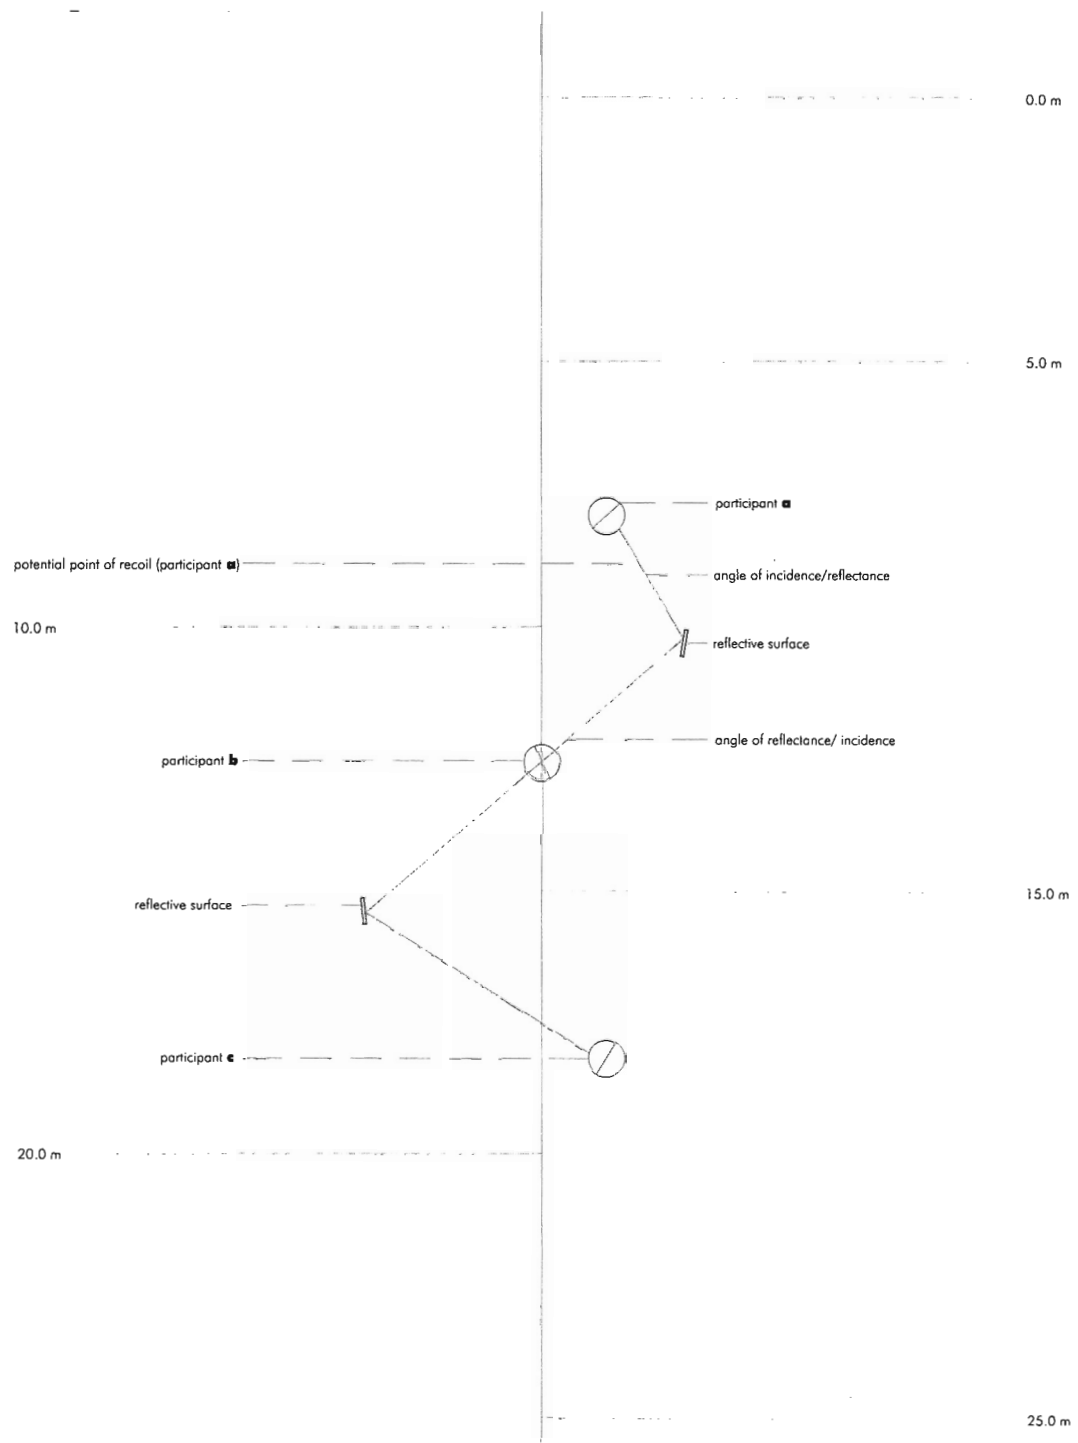 0.0 m
5.0 m
participant a
potential point of recoil (participant a)
angle of incidence/reflectance
10.0 m
reflective surface
angle of reflectance/ incidence
participant b
15.0 m
reflective surface
participant c
20.0 m
25.0 m